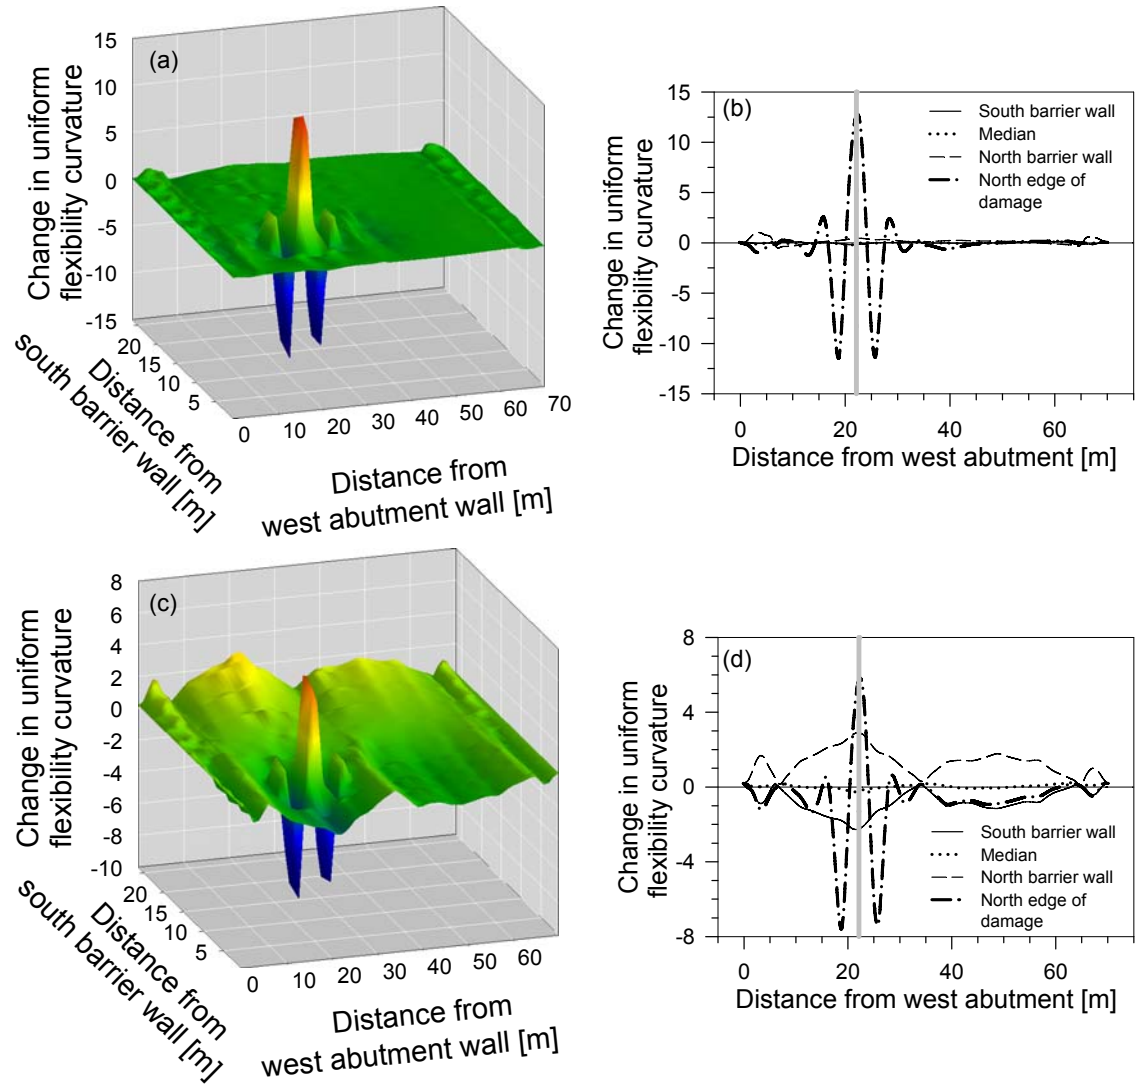 (a)
Change in uniform
flexibility curvature
15
10
5
0
-5
-10
-15
20
15
10
5
Distance from
south barrier wall [m]
0
10
20
30
40
50
60
70
Distance from
west abutment wall [m]
(b)
Change in uniform
flexibility curvature
15
10
5
0
-5
-10
-15
South barrier wall
Median
North barrier wall
North edge of
damage
0
20
40
60
Distance from west abutment [m]
(c)
Change in uniform
flexibility curvature
8
6
4
2
0
-2
-4
-6
-8
-10
20
15
10
5
Distance from
south barrier wall [m]
0
10
20
30
40
50
60
Distance from
west abutment wall [m]
(d)
Change in uniform
flexibility curvature
8
4
0
-4
-8
South barrier wall
Median
North barrier wall
North edge of
damage
0
20
40
60
Distance from west abutment [m]